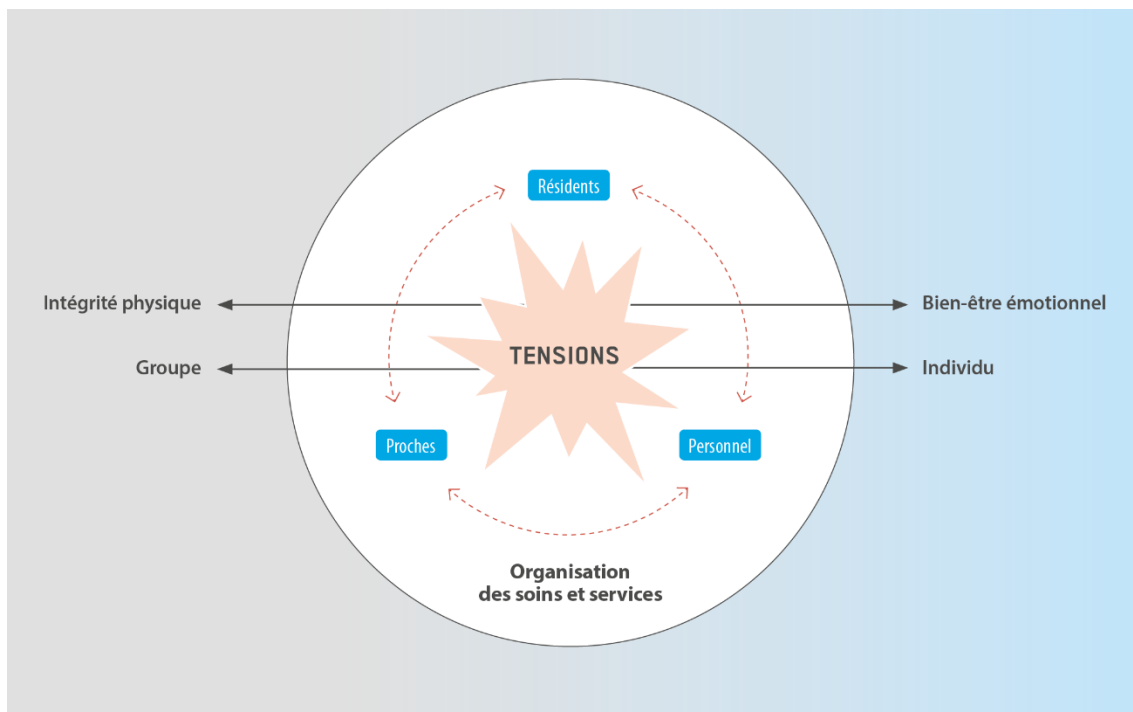 Résidents
Intégrité physique
Bien-être émotionnel
TENSIONS
Groupe
Individu
Proches
Personnel
Organisation
des soins et services